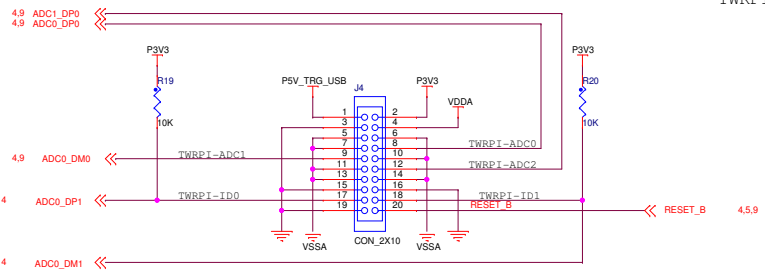 TWRPI
4,9 ADC1_DP0
4,9 ADC0_DP0
P3V3
P3V3
R19
P5V_TRG_USB
J4
P3V3
R20
VDDA
10K
10K
1 2
3 4
5 6
7 8 TWRPI-ADC0
4,9 ADC0_DM0 TWRPI-ADC1 9 10
11 12 TWRPI-ADC2
13 14
15 16
4 ADC0_DP1 TWRPI-ID0 17 18 TWRPI-ID1
19 20 RESET_B RESET_B 4,5,9
VSSA CON_2X10 VSSA
4 ADC0_DM1